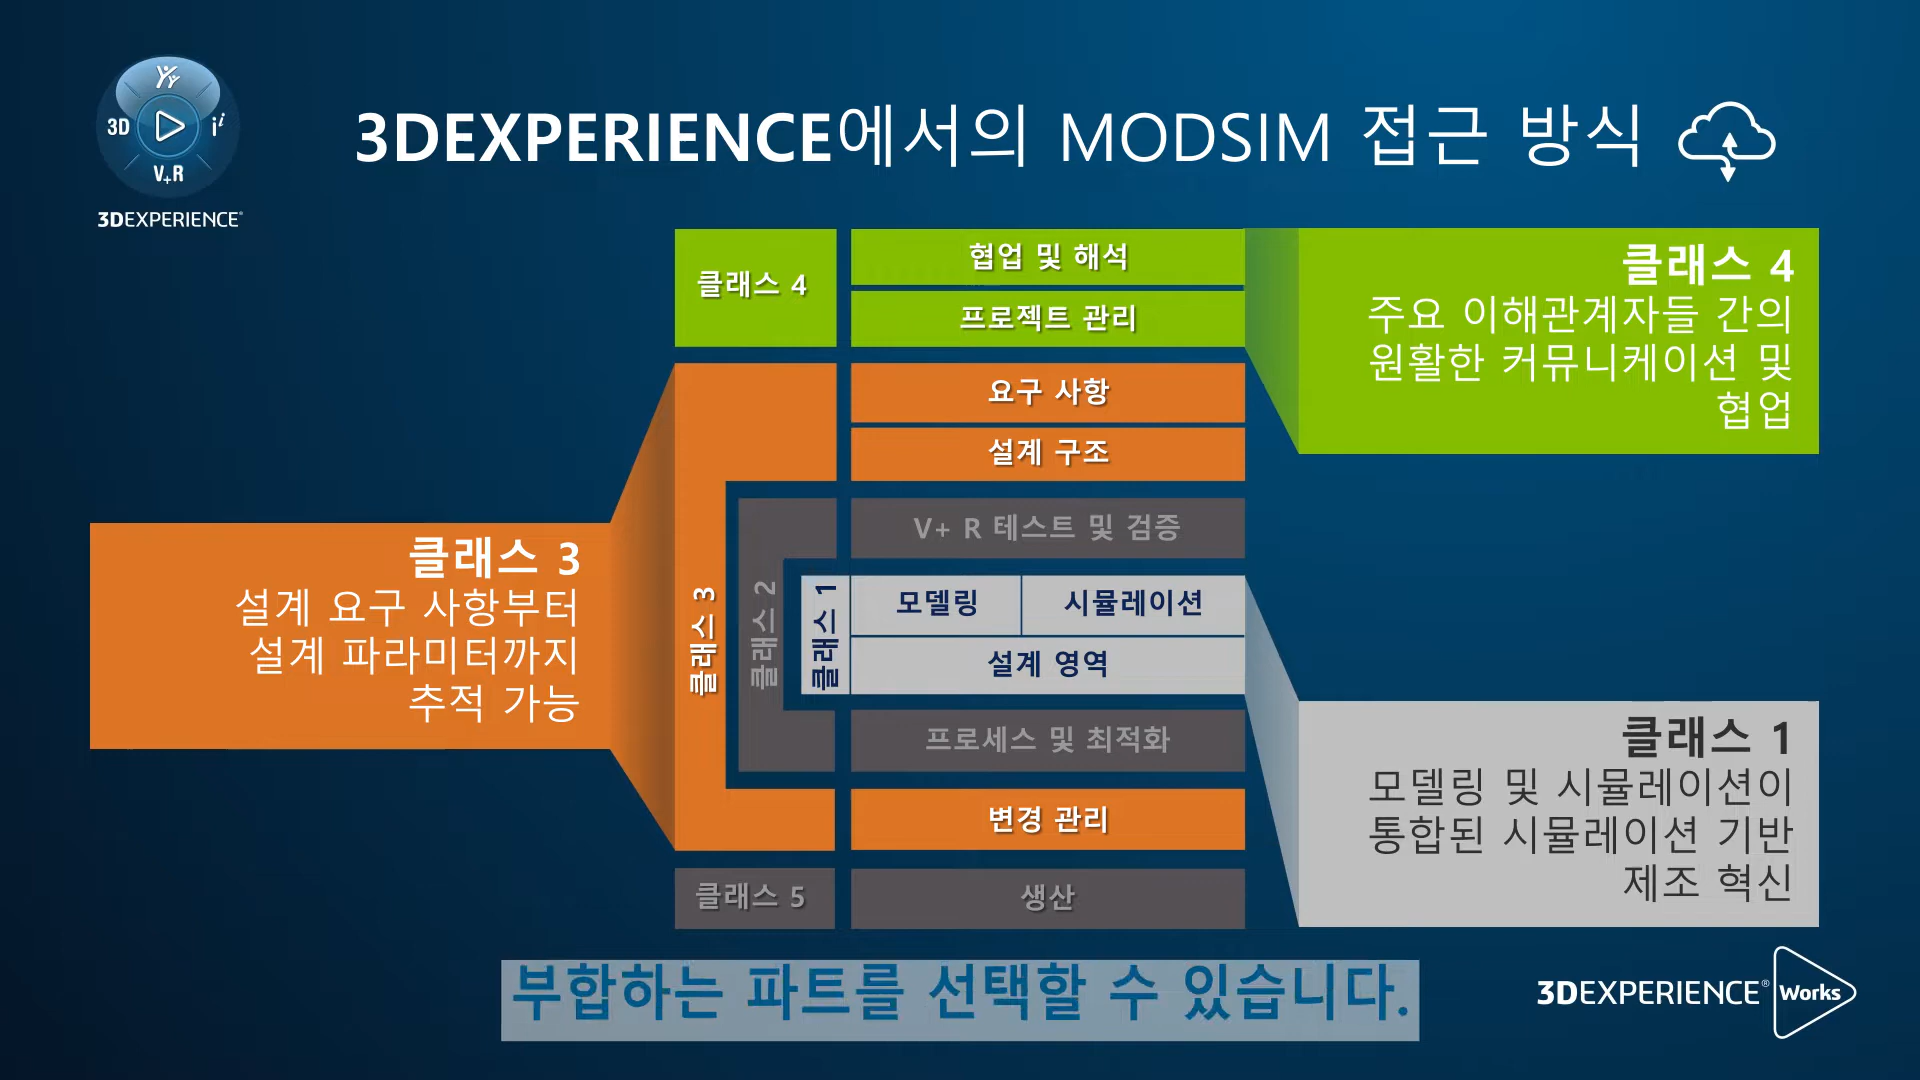 3D
V+R
3DEXPERIENCE
3DEXPERIENCE에서의 MODSIM 접근 방식
클래스 4
협업 및 해석
프로젝트 관리
클래스 4
주요 이해관계자들 간의
원활한 커뮤니케이션 및
협업
클래스 3
요구 사항
설계 구조
클래스 3
설계 요구 사항부터
설계 파라미터까지
추적 가능
클래스 2
V+ R 테스트 및 검증
클래스 1
모델링
시뮬레이션
설계 영역
프로세스 및 최적화
변경 관리
클래스 1
모델링 및 시뮬레이션이
통합된 시뮬레이션 기반
제조 혁신
클래스 5
생산
부합하는 파트를 선택할 수 있습니다.
3DEXPERIENCE® Works